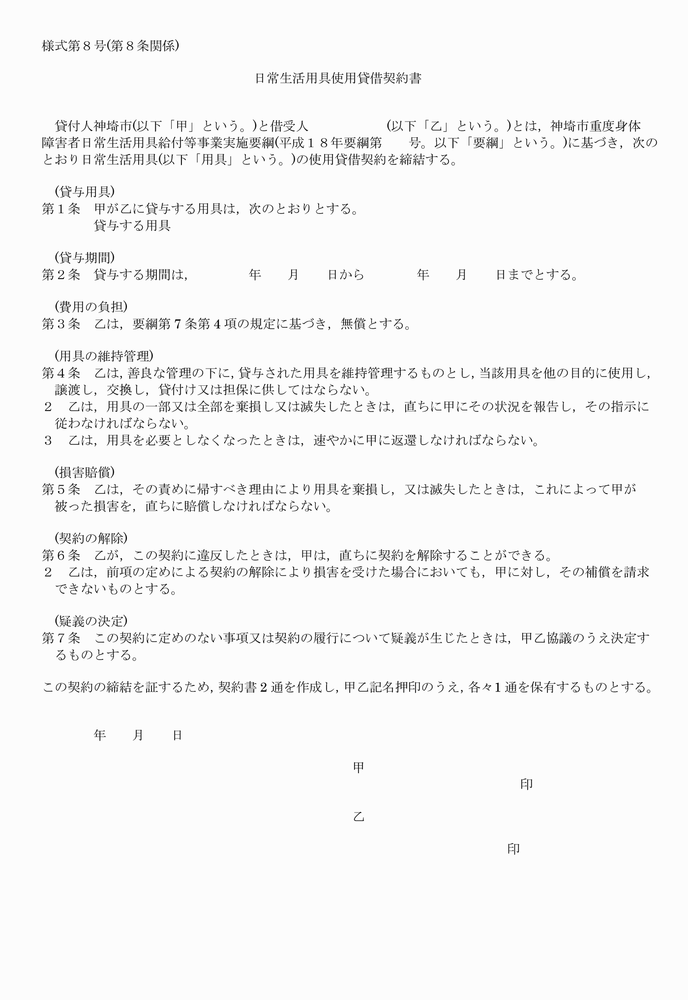 様式第８号(第８条関係)
日常生活用具使用貸借契約書
　貸付人神埼市(以下「甲」という。)と借受人　　　　　　(以下「乙」という。)とは，神埼市重度身体
障害者日常生活用具給付等事業実施要綱(平成１８年要綱第　　号。以下「要綱」という。)に基づき，次の
とおり日常生活用具(以下「用具」という。)の使用貸借契約を締結する。
　(貸与用具)
第１条　甲が乙に貸与する用具は，次のとおりとする。
　　　　貸与する用具
　(貸与期間)
第２条　貸与する期間は，　　　　年　　月　　日から　　　　年　　月　　日までとする。
　(費用の負担)
第３条　乙は，要綱第 7 条第 4 項の規定に基づき，無償とする。
　(用具の維持管理)
第４条　乙は，善良な管理の下に，貸与された用具を維持管理するものとし，当該用具を他の目的に使用し，
　譲渡し，交換し，貸付け又は担保に供してはならない。
２　乙は，用具の一部又は全部を棄損し又は滅失したときは，直ちに甲にその状況を報告し，その指示に
　従わなければならない。
３　乙は，用具を必要としなくなったときは，速やかに甲に返還しなければならない。
　(損害賠償)
第５条　乙は，その責めに帰すべき理由により用具を棄損し，又は滅失したときは，これによって甲が
　被った損害を，直ちに賠償しなければならない。
　(契約の解除)
第６条　乙が，この契約に違反したときは，甲は，直ちに契約を解除することができる。
２　乙は，前項の定めによる契約の解除により損害を受けた場合においても，甲に対し，その補償を請求
　できないものとする。
　(疑義の決定)
第７条　この契約に定めのない事項又は契約の履行について疑義が生じたときは，甲乙協議のうえ決定す
　るものとする。
この契約の締結を証するため，契約書 2 通を作成し，甲乙記名押印のうえ，各々 1 通を保有するものとする。
　　　　年　　月　　日
甲
印
乙
印